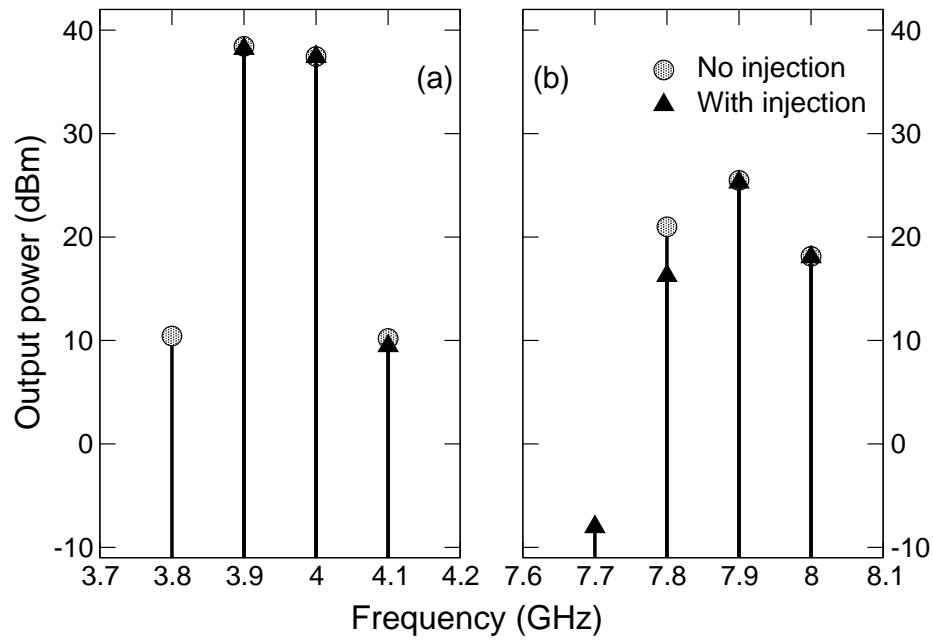 40
30
20
10
0
-10
Output power (dBm)
(a)
3.7 3.8 3.9 4 4.1 4.2
(b)
No injection
With injection
40
30
20
10
0
-10
7.6 7.7 7.8 7.9 8 8.1
Frequency (GHz)